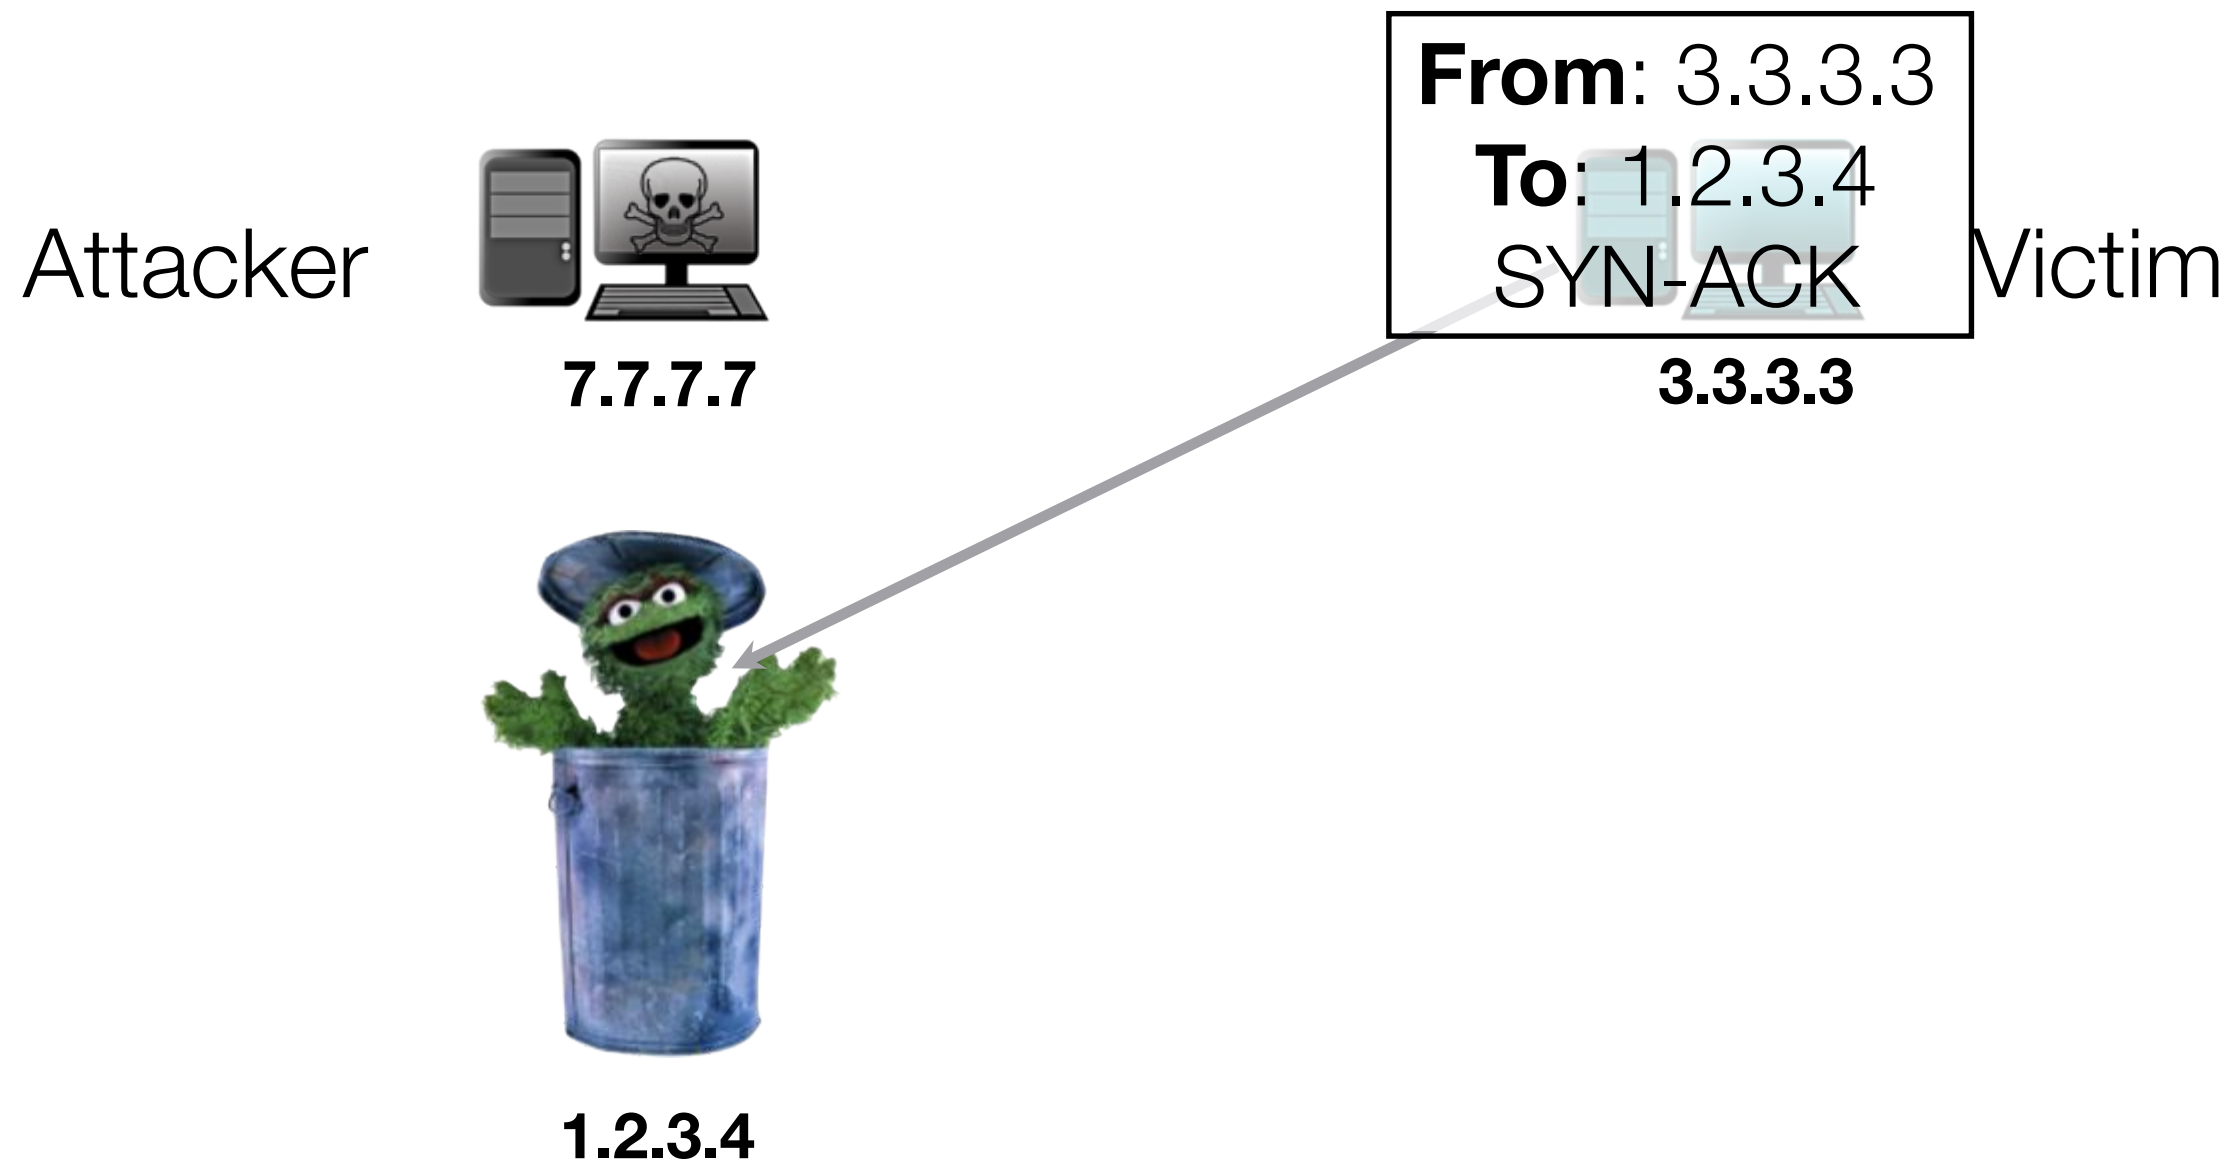 From: 3.3.3.3
To: 1.2.3.4
SYN-ACK
Attacker
Victim
7.7.7.7
3.3.3.3
1.2.3.4